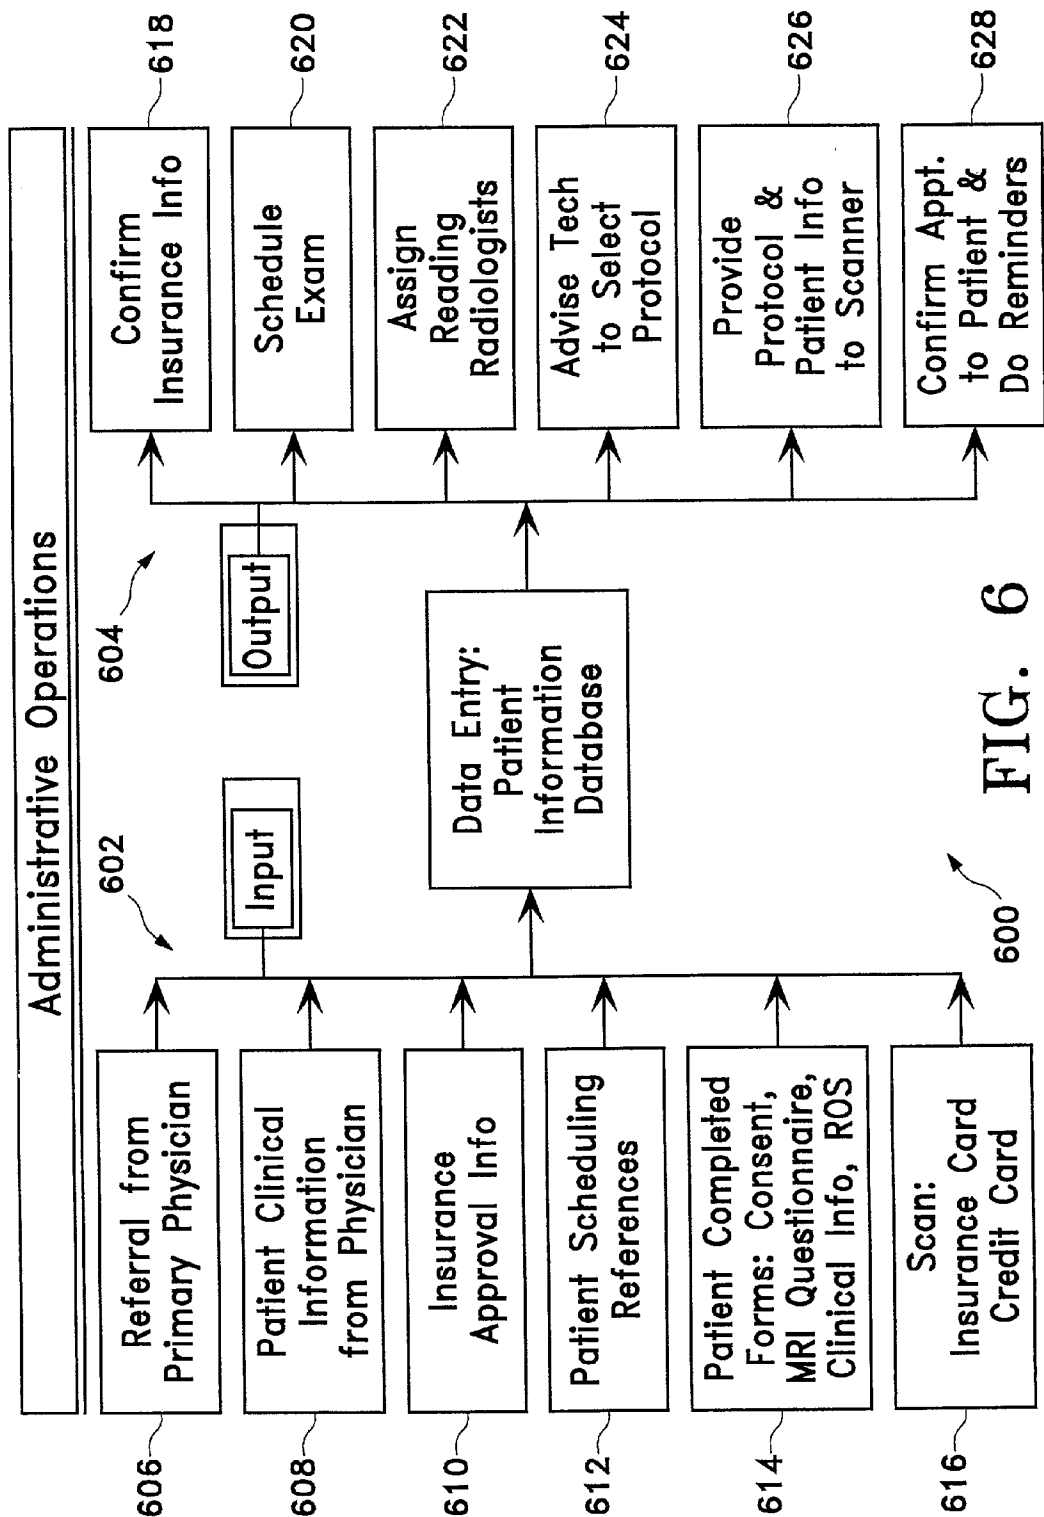 Administrative Operations
602
604
Input
Output
606
Referral from
Primary Physician
608
Patient Clinical
Information
from Physician
610
Insurance
Approval Info
612
Patient Scheduling
References
614
Patient Completed
Forms: Consent,
MRI Questionnaire,
Clinical Info, ROS
616
Scan:
Insurance Card
Credit Card
Data Entry:
Patient
Information
Database
Confirm
Insurance Info
618
Schedule
Exam
620
Assign
Reading
Radiologists
622
Advise Tech
to Select
Protocol
624
Provide
Protocol &
Patient Info
to Scanner
626
Confirm Appt.
to Patient &
Do Reminders
628
600
FIG. 6